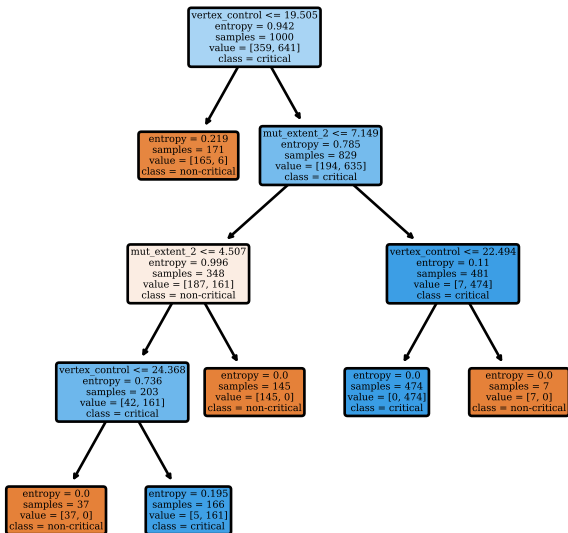 vertex_control <= 19.505
entropy = 0.942
samples = 1000
value = [359, 641]
class = critical
entropy = 0.219
samples = 171
value = [165, 6]
class = non-critical
mut_extent_2 <= 7.149
entropy = 0.785
samples = 829
value = [194, 635]
class = critical
mut_extent_2 <= 4.507
entropy = 0.996
samples = 348
value = [187, 161]
class = non-critical
vertex_control <= 22.494
entropy = 0.11
samples = 481
value = [7, 474]
class = critical
vertex_control <= 24.368
entropy = 0.736
samples = 203
value = [42, 161]
class = critical
entropy = 0.0
samples = 145
value = [145, 0]
class = non-critical
entropy = 0.0
samples = 474
value = [0, 474]
class = critical
entropy = 0.0
samples = 7
value = [7, 0]
class = non-critical
entropy = 0.0
samples = 37
value = [37, 0]
class = non-critical
entropy = 0.195
samples = 166
value = [5, 161]
class = critical